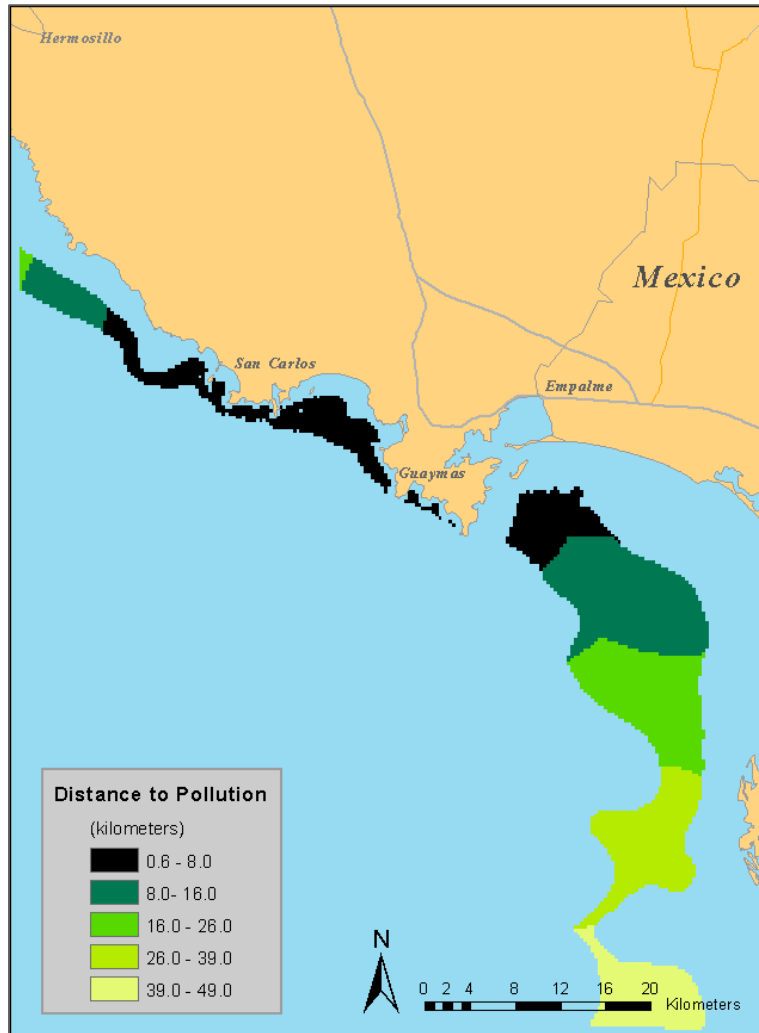 Hermosillo
Mexico
San Carlos
Empalme
Guaymas
Distance to Pollution
(kilometers)
0.6 - 8.0
8.0- 16.0
16.0 - 26.0
26.0 - 39.0
39.0 - 49.0
N
0 2 4 8 12 16 20
Kilometers